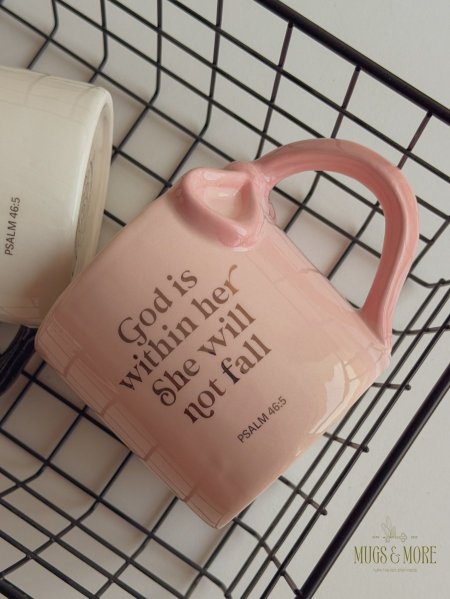 PSALM 46:5
God is
within her
She will
not fall
PSALM 46:5
MUGS & MORE